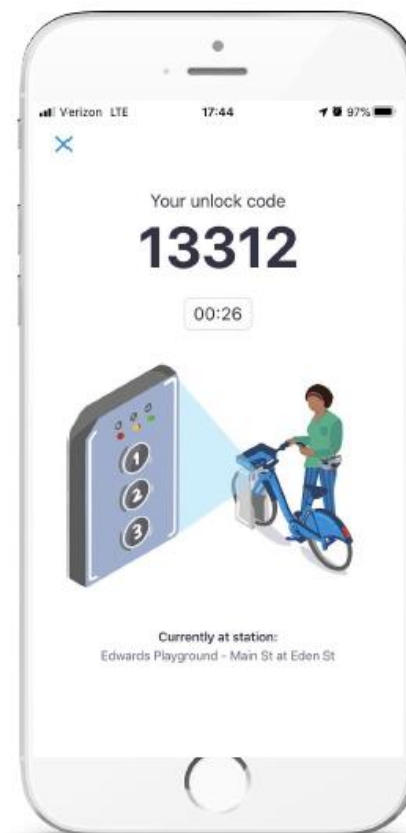 Verizon LTE
17:44
97%
Your unlock code
13312
00:26
1
2
3
Currently at station:
Edwards Playground - Main St at Eden St